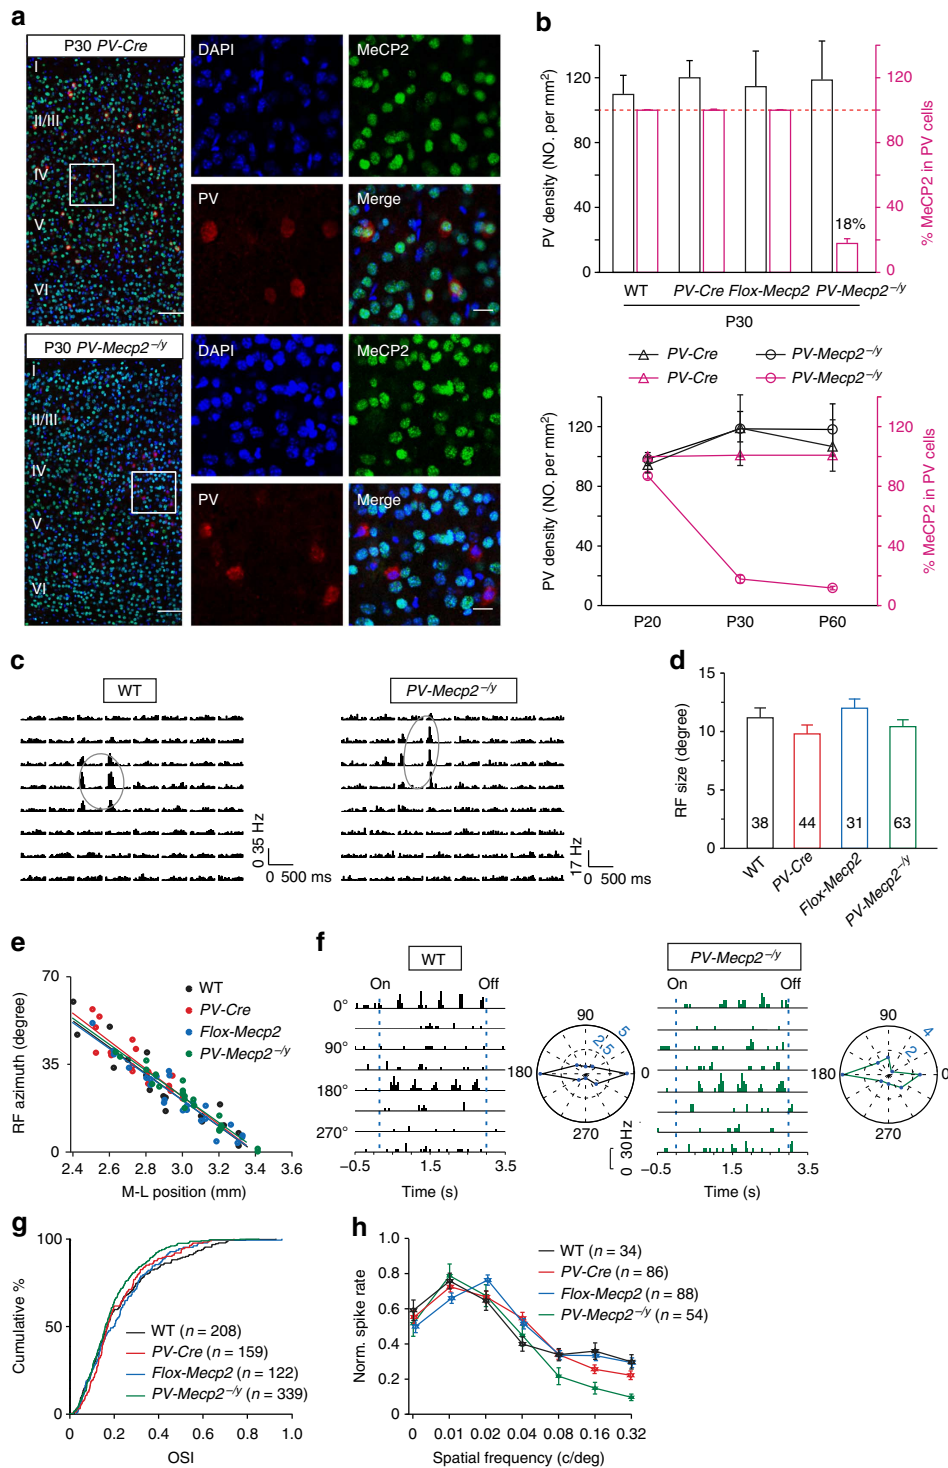 a
P30 PV-Cre
I
II/III
IV
V
VI
DAPI
MeCP2
PV
Merge
P30 PV-Mecp2⁻/ʸ
I
II/III
IV
V
VI
DAPI
MeCP2
PV
Merge
b
PV density (NO. per mm²)
120
80
40
0
120
80
40
0
% MeCP2 in PV cells
18%
WT PV-Cre Flox-Mecp2 PV-Mecp2⁻/ʸ
P30
PV-Cre PV-Mecp2⁻/ʸ
PV-Cre PV-Mecp2⁻/ʸ
PV density (NO. per mm²)
120
80
40
0
120
80
40
0
% MeCP2 in PV cells
P20 P30 P60
c
WT
0 35 Hz
0 500 ms
PV-Mecp2⁻/ʸ
17 Hz
0 500 ms
d
RF size (degree)
15
10
5
0
38 44 31 63
WT PV-Cre Flox-Mecp2 PV-Mecp2⁻/ʸ
e
RF azimuth (degree)
70
35
0
WT
PV-Cre
Flox-Mecp2
PV-Mecp2⁻/ʸ
2.4 2.6 2.8 3.0 3.2 3.4 3.6
M-L position (mm)
f
WT
On Off
0°
90°
180°
270°
−0.5 1.5 3.5
Time (s)
90
5
2.5
180 0
270
PV-Mecp2⁻/ʸ
On Off
0 30Hz
−0.5 1.5 3.5
Time (s)
90
4
2
180 0
270
g
Cumulative %
100
50
0
WT (n = 208)
PV-Cre (n = 159)
Flox-Mecp2 (n = 122)
PV-Mecp2⁻/ʸ (n = 339)
0 0.2 0.4 0.6 0.8 1.0
OSI
h
Norm. spike rate
1.0
0.8
0.6
0.4
0.2
0
WT (n = 34)
PV-Cre (n = 86)
Flox-Mecp2 (n = 88)
PV-Mecp2⁻/ʸ (n = 54)
0 0.01 0.02 0.04 0.08 0.16 0.32
Spatial frequency (c/deg)